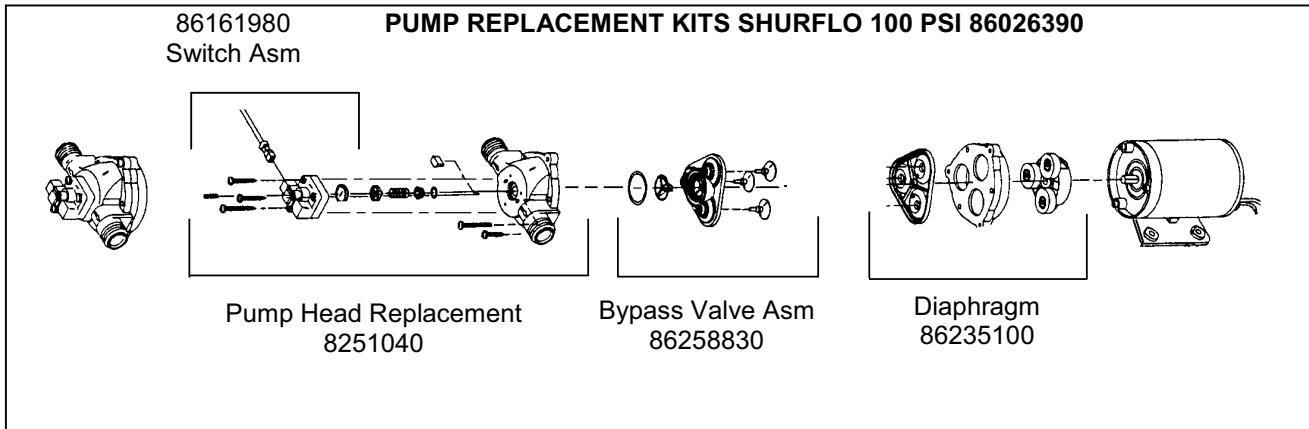 86161980
Switch Asm
PUMP REPLACEMENT KITS SHURFLO 100 PSI 86026390
Pump Head Replacement
8251040
Bypass Valve Asm
86258830
Diaphragm
86235100